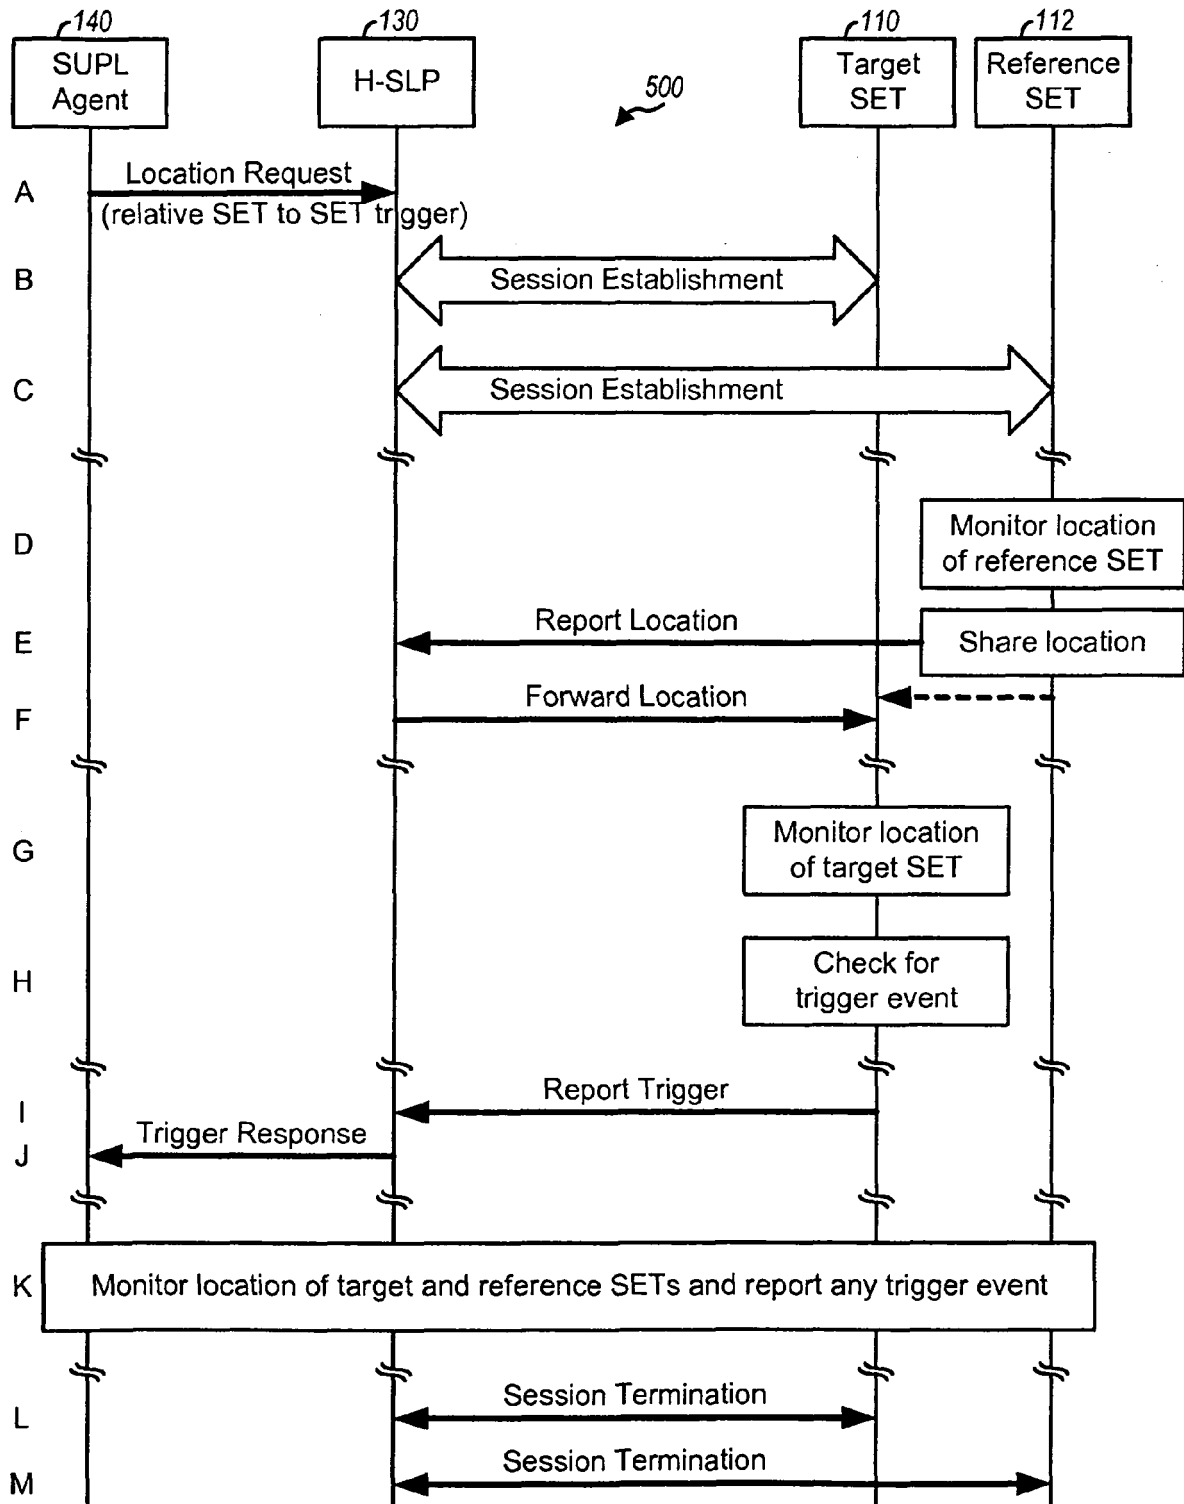 140
130
110
112
SUPL
Agent
H-SLP
Target
SET
Reference
SET
500
A
Location Request
(relative SET to SET trigger)
B
Session Establishment
C
Session Establishment
D
Monitor location
of reference SET
E
Report Location
Share location
F
Forward Location
G
Monitor location
of target SET
H
Check for
trigger event
I
Report Trigger
J
Trigger Response
K
Monitor location of target and reference SETs and report any trigger event
L
Session Termination
M
Session Termination